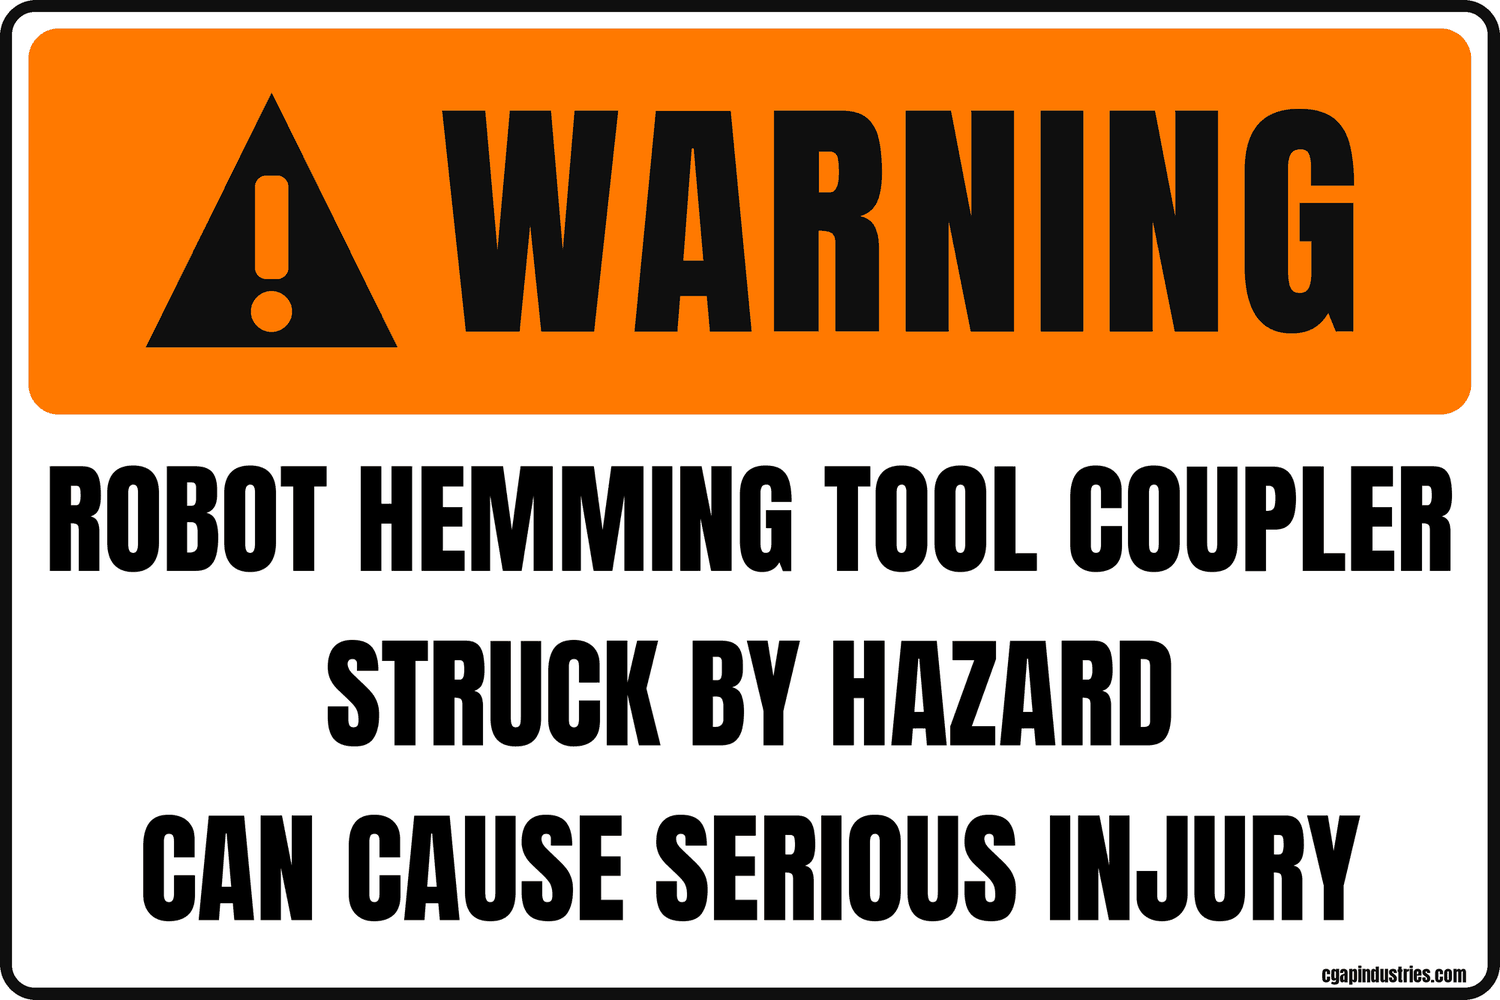 WARNING
ROBOT HEMMING TOOL COUPLER
STRUCK BY HAZARD
CAN CAUSE SERIOUS INJURY
cgapindustries.com